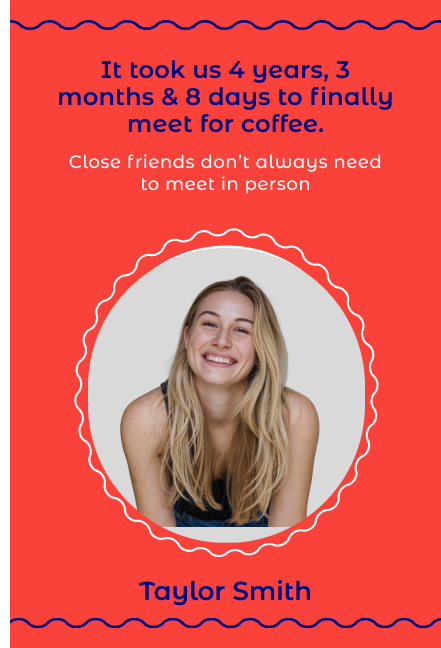 It took us 4 years, 3
months & 8 days to finally
meet for coffee.
Close friends don’t always need
to meet in person
Taylor Smith